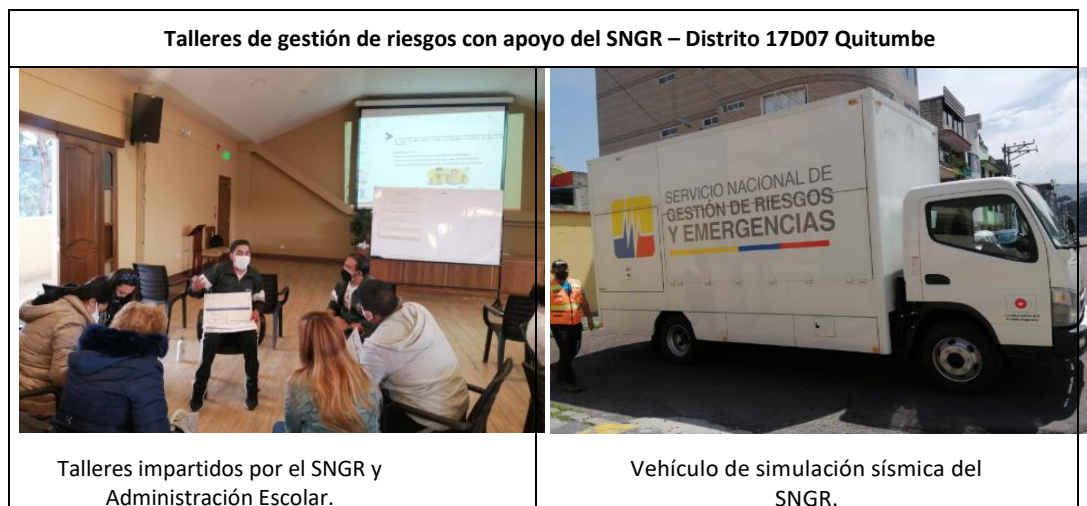 Talleres de gestión de riesgos con apoyo del SNGR – Distrito 17D07 Quitumbe
SERVICIO NACIONAL DE
GESTIÓN DE RIESGOS
Y EMERGENCIAS
Talleres impartidos por el SNGR y
Administración Escolar.
Vehículo de simulación sísmica del
SNGR.